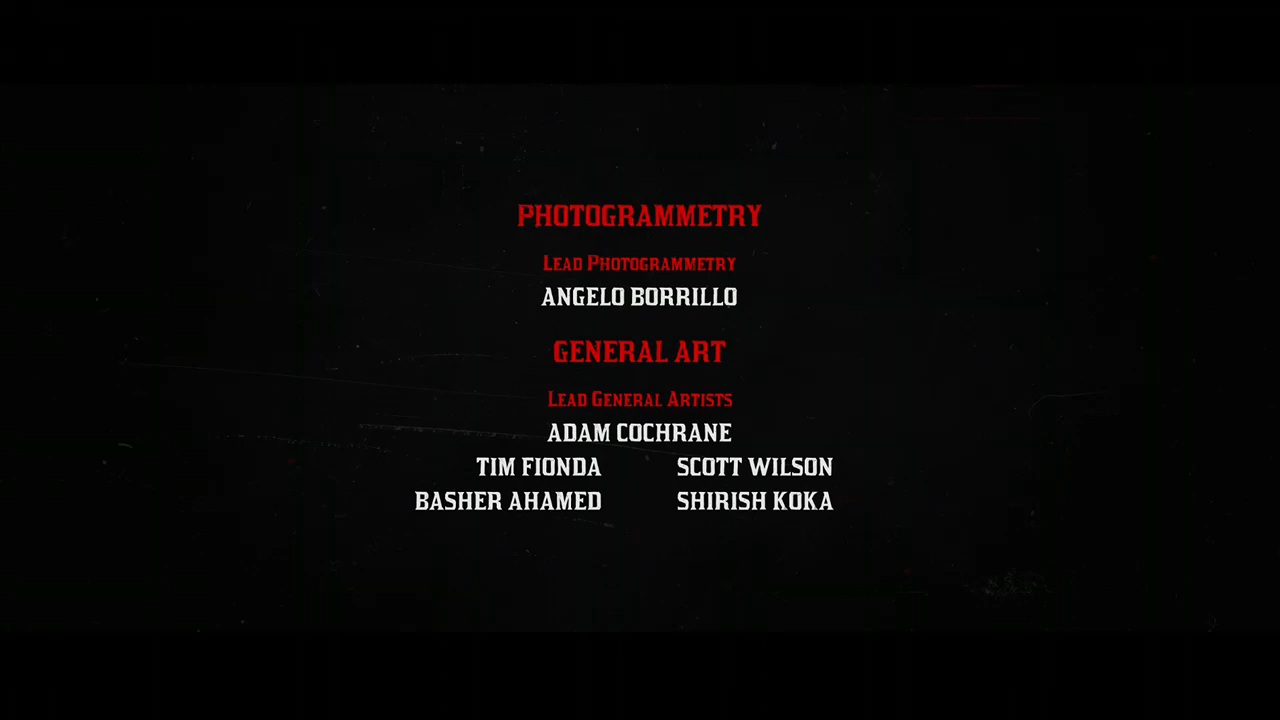 PHOTOGRAMMETRY
LEAD PHOTOGRAMMETRY
ANGELO BORRILLO
GENERAL ART
LEAD GENERAL ARTISTS
ADAM COCHRANE
TIM FIONDA SCOTT WILSON
BASHER AHAMED SHIRISH KOKA